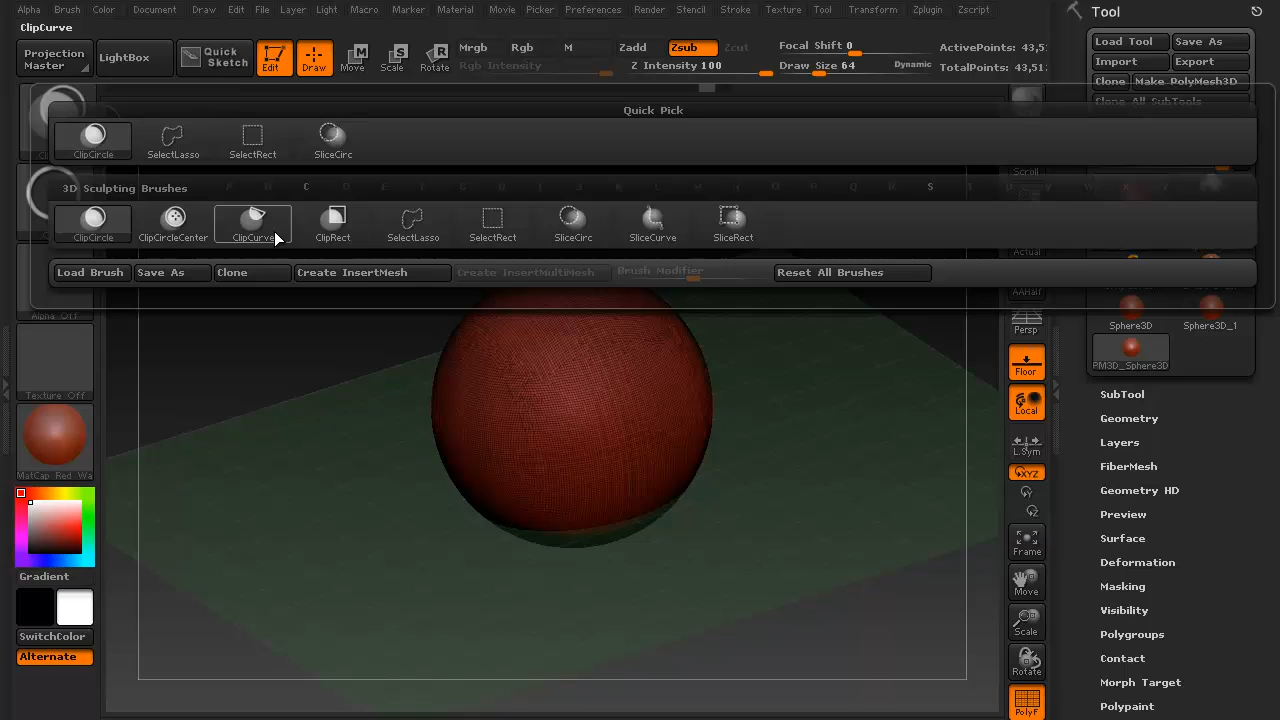 Alpha Brush Color Document Draw Edit File Layer Light Macro Marker Material Movie Picker Preferences Render Stencil Stroke Texture Tool Transform Zplugin Zscript
Tool
ClipCurve
Projection Master
LightBox
Quick Sketch
Edit
Draw
Move
Scale
Rotate
Mrgb Rgb M
Rgb Intensity
Zadd Zsub Zcut
Z Intensity 100
Focal Shift 0
Draw Size 64 Dynamic
ActivePoints: 43,5
TotalPoints: 43,51
Load Tool Save As
Import Export
Clone Make PolyMesh3D
Clone All SubTools
Quick Pick
ClipCircle SelectLasso SelectRect SliceCirc
3D Sculpting Brushes
C
S
ClipCircle ClipCircleCenter ClipCurve ClipRect SelectLasso SelectRect SliceCirc SliceCurve SliceRect
Load Brush Save As Clone Create InsertMesh Create InsertMultiMesh Brush Modifier Reset All Brushes
Scroll
Actual
AAHalf
Persp
Floor
Local
L.Sym
XYZ
Frame
Move
Scale
Rotate
PolyF
Alpha Off
Texture Off
MatCap Red Wa
Gradient
SwitchColor
Alternate
Sphere3D Sphere3D_1
PM3D_Sphere3D
SubTool
Geometry
Layers
FiberMesh
Geometry HD
Preview
Surface
Deformation
Masking
Visibility
Polygroups
Contact
Morph Target
Polypaint